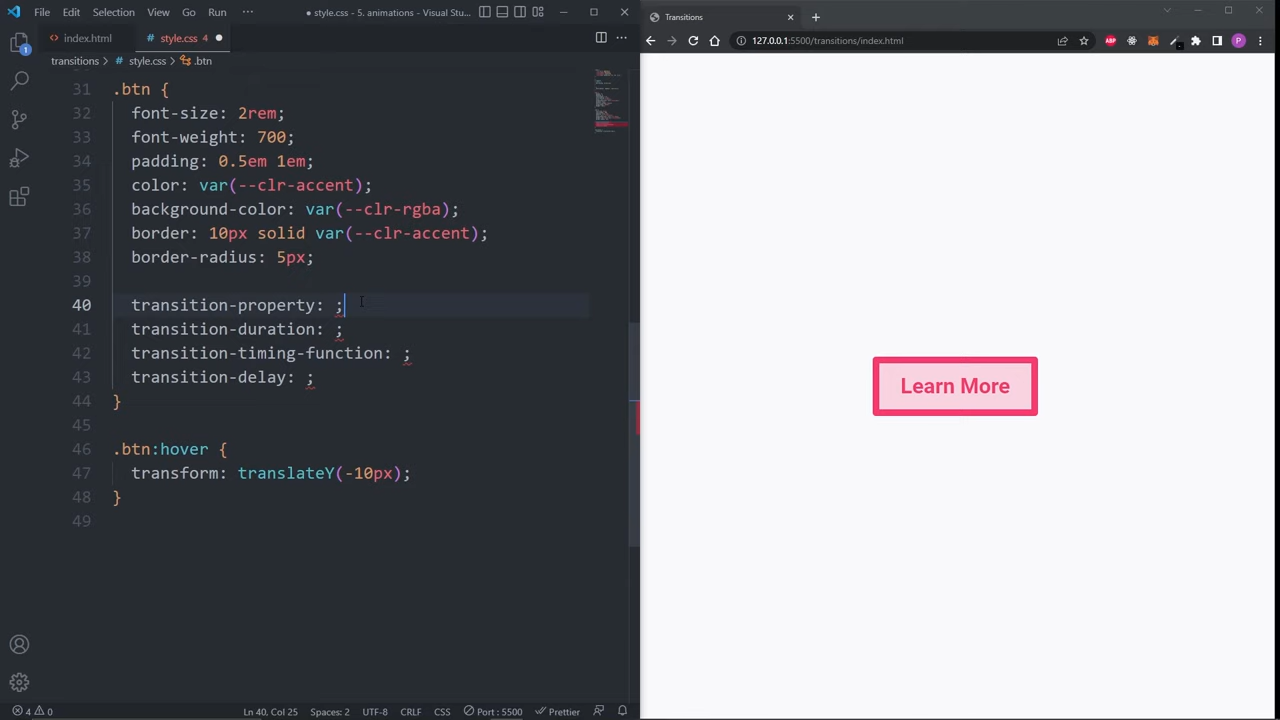 File Edit Selection View Go Run ··· ● style.css - 5. animations - Visual Stu...
<> index.html # style.css 4 ●
transitions > # style.css > .btn
31 .btn {
32 font-size: 2rem;
33 font-weight: 700;
34 padding: 0.5em 1em;
35 color: var(--clr-accent);
36 background-color: var(--clr-rgba);
37 border: 10px solid var(--clr-accent);
38 border-radius: 5px;
39
40 transition-property: ;
41 transition-duration: ;
42 transition-timing-function: ;
43 transition-delay: ;
44 }
45
46 .btn:hover {
47 transform: translateY(-10px);
48 }
49
1
4 0 Ln 40, Col 25 Spaces: 2 UTF-8 CRLF CSS Port : 5500 Prettier
Transitions
127.0.0.1:5500/transitions/index.html
ABP
P
Learn More